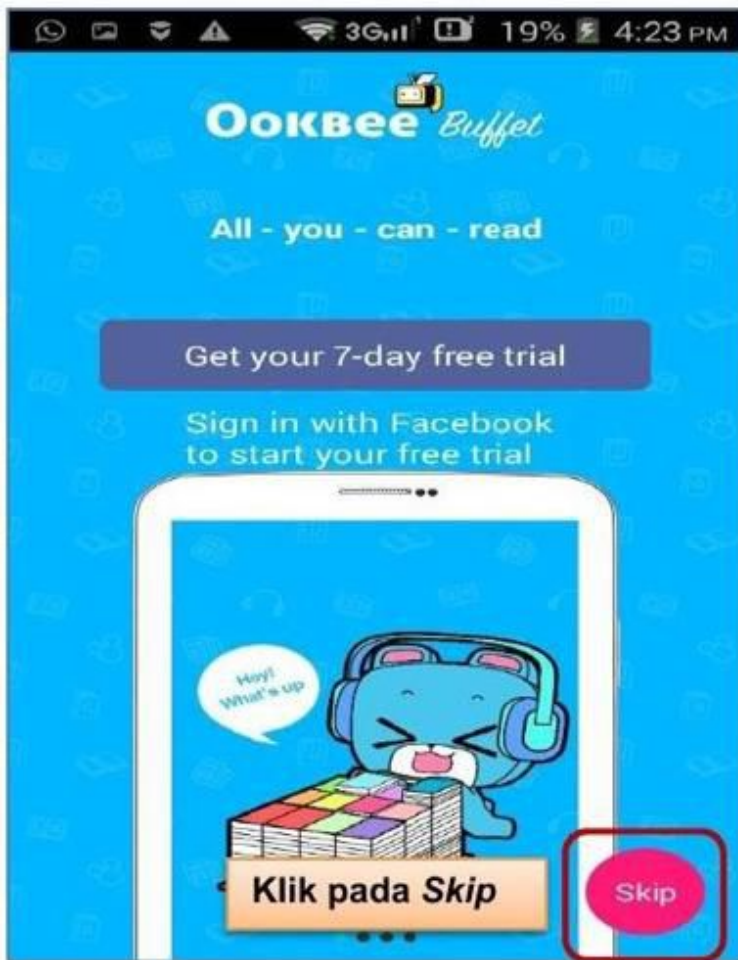 3G 19% 4:23 PM
OOKBEE Buffet
All - you - can - read
Get your 7-day free trial
Sign in with Facebook
to start your free trial
Hey!
What's up
Klik pada Skip
Skip